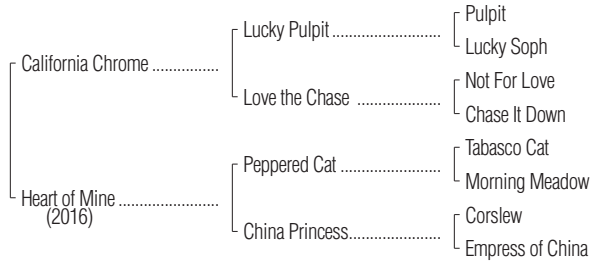 Pulpit
Lucky Pulpit
Lucky Soph
California Chrome
Not For Love
Love the Chase
Chase It Down
Tabasco Cat
Peppered Cat
Morning Meadow
Heart of Mine
(2016)
Corslew
China Princess
Empress of China